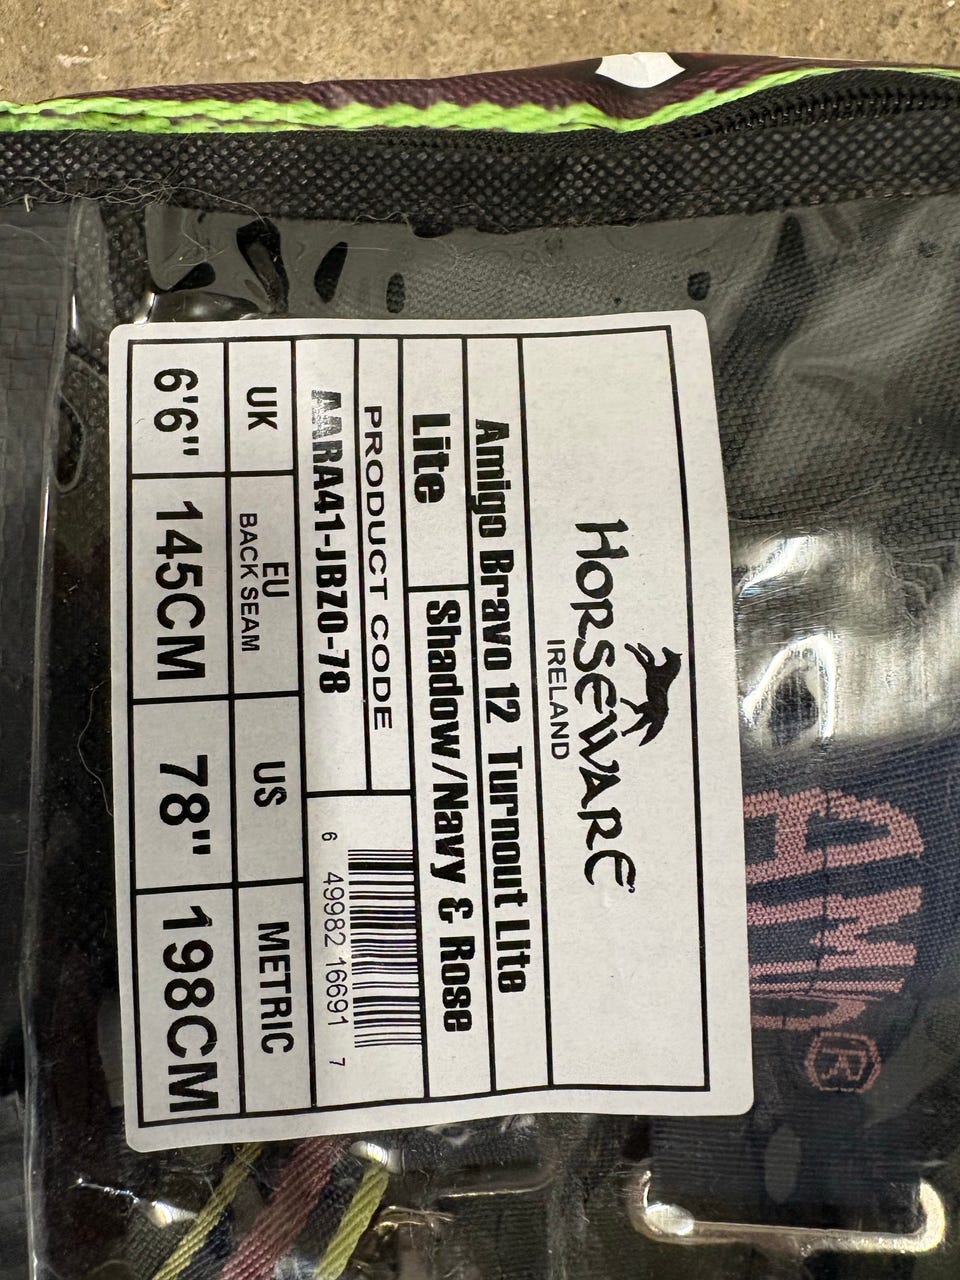 HORSEWARE®
IRELAND
Amigo Bravo 12 Turnout Lite
Lite
Shadow/Navy & Rose
PRODUCT CODE
AARA41-JBZ0-78
6 49982 16691 7
UK
EU
BACK SEAM
US
METRIC
6'6"
145CM
78"
198CM
AMIGO®